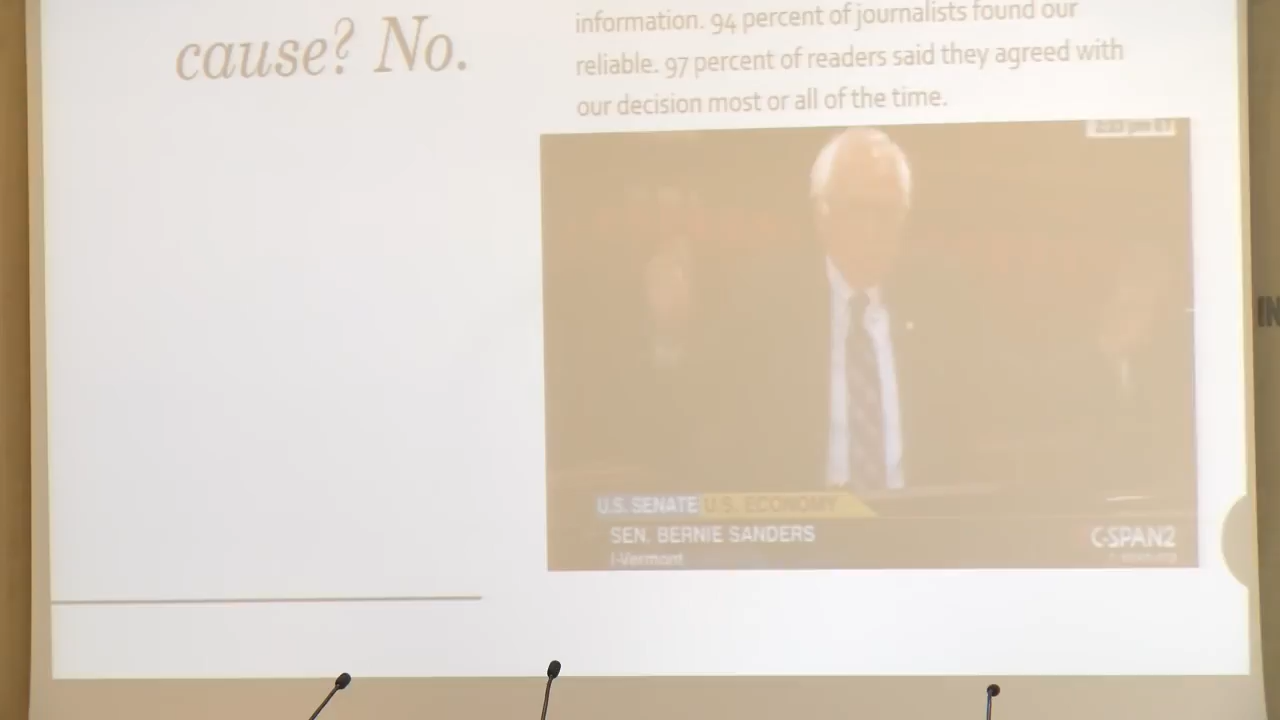 cause? No.
information. 94 percent of journalists found our
reliable. 97 percent of readers said they agreed with
our decision most or all of the time.
U.S. SENATE U.S. ECONOMY
SEN. BERNIE SANDERS
I-Vermont
C-SPAN2
IN